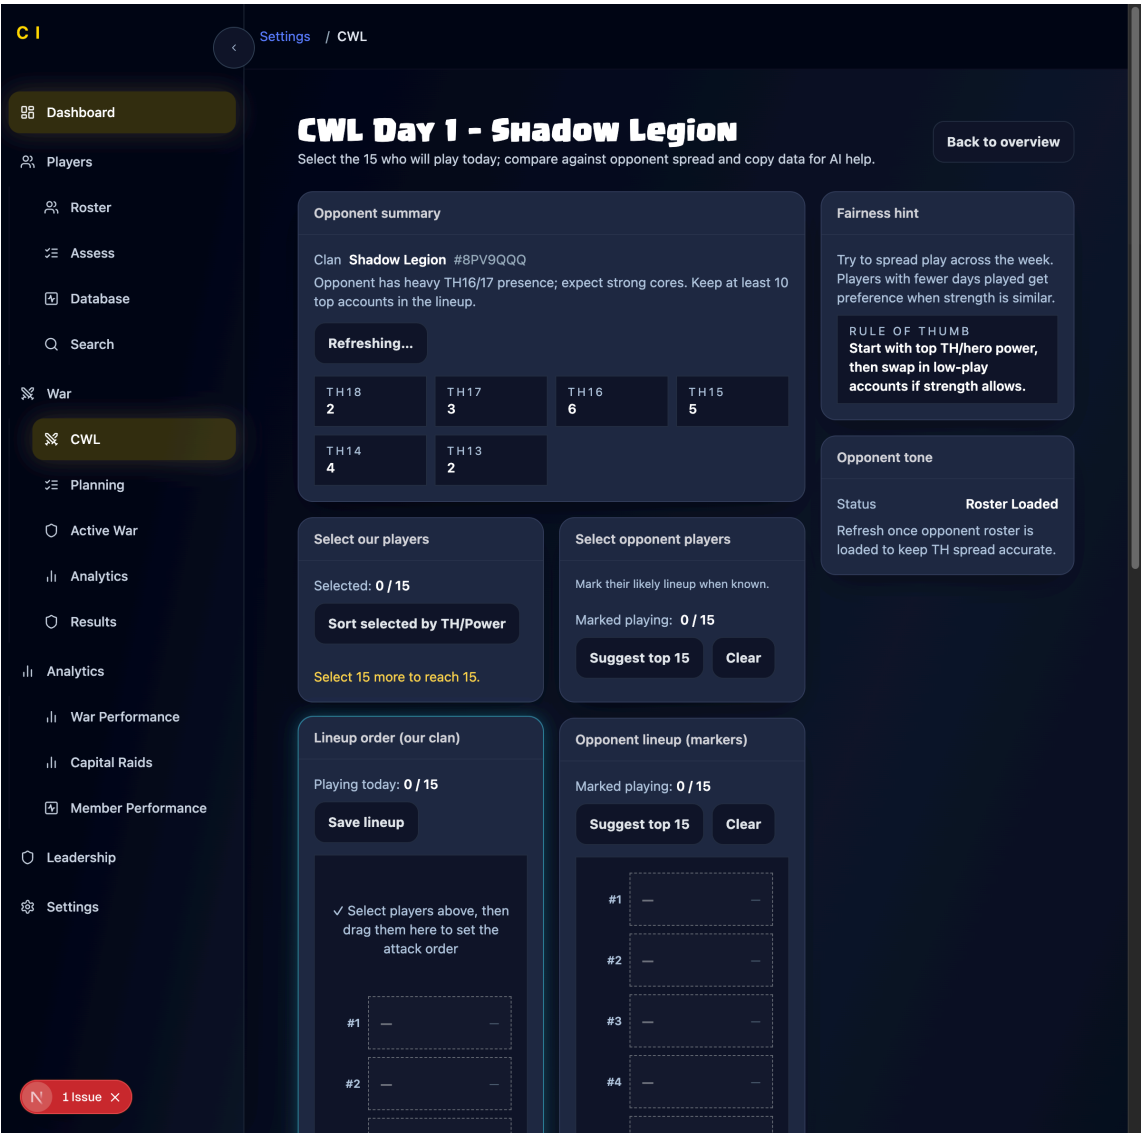 C I
Settings / CWL
Dashboard
Players
Roster
Assess
Database
Search
War
CWL
Planning
Active War
Analytics
Results
Analytics
War Performance
Capital Raids
Member Performance
Leadership
Settings
N 1 Issue
CWL Day 1 - Shadow Legion
Select the 15 who will play today; compare against opponent spread and copy data for AI help.
Back to overview
Opponent summary
Clan Shadow Legion #8PV9QQQ
Opponent has heavy TH16/17 presence; expect strong cores. Keep at least 10
top accounts in the lineup.
Refreshing...
TH18
2
TH17
3
TH16
6
TH15
5
TH14
4
TH13
2
Fairness hint
Try to spread play across the week.
Players with fewer days played get
preference when strength is similar.
RULE OF THUMB
Start with top TH/hero power,
then swap in low-play
accounts if strength allows.
Opponent tone
Status Roster Loaded
Refresh once opponent roster is
loaded to keep TH spread accurate.
Select our players
Selected: 0 / 15
Sort selected by TH/Power
Select 15 more to reach 15.
Select opponent players
Mark their likely lineup when known.
Marked playing: 0 / 15
Suggest top 15 Clear
Lineup order (our clan)
Playing today: 0 / 15
Save lineup
✓ Select players above, then
drag them here to set the
attack order
#1 — —
#2 — —
Opponent lineup (markers)
Marked playing: 0 / 15
Suggest top 15 Clear
#1 — —
#2 — —
#3 — —
#4 — —